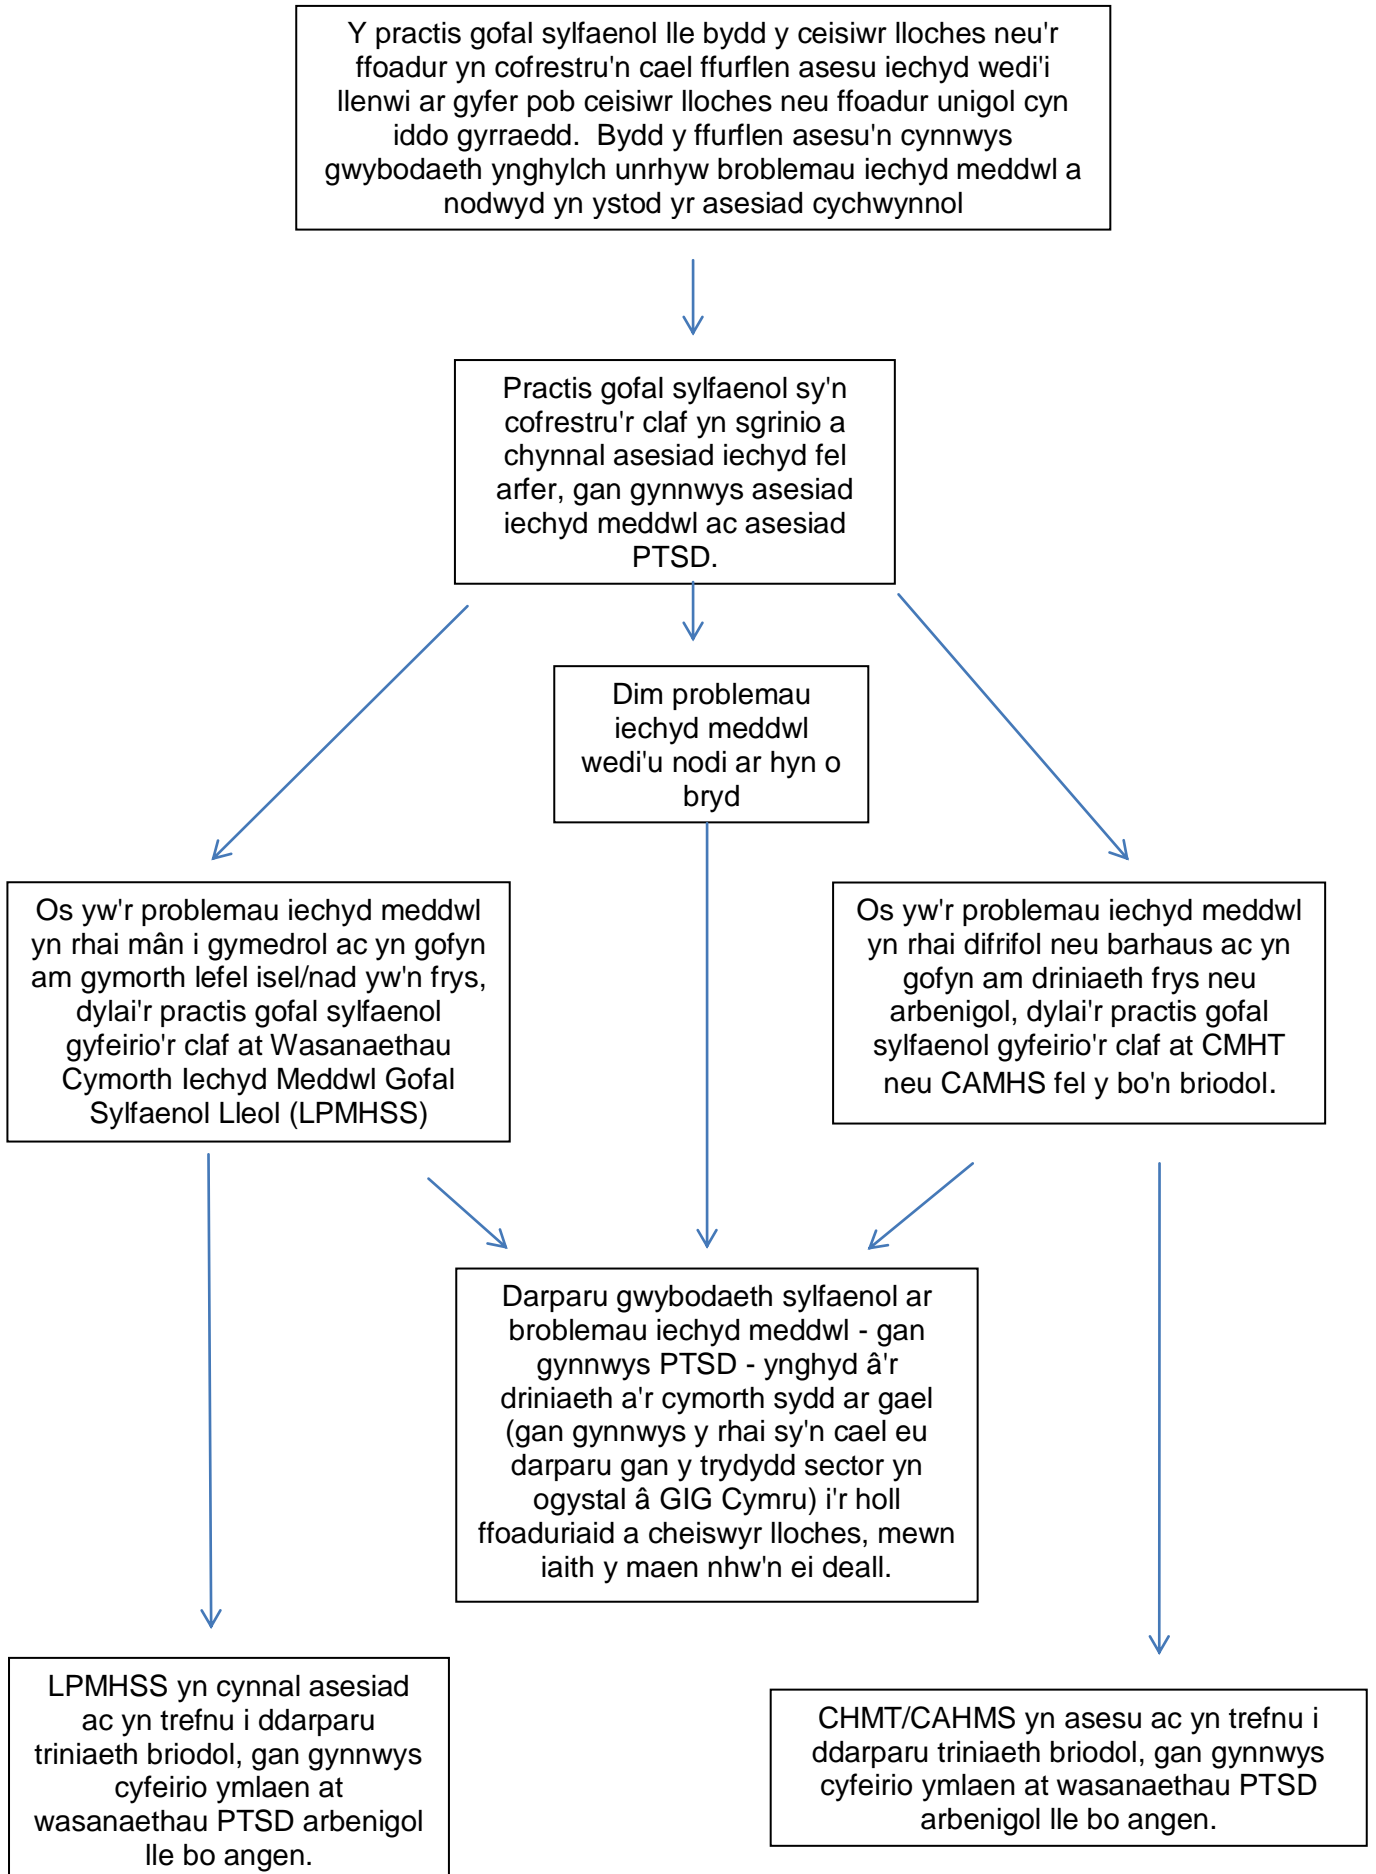 Y practis gofal sylfaenol lle bydd y ceisiwr lloches neu'r
ffoadur yn cofrestru'n cael ffurflen asesu iechyd wedi'i
llenwi ar gyfer pob ceisiwr lloches neu ffoadur unigol cyn
iddo gyrraedd.  Bydd y ffurflen asesu'n cynnwys
gwybodaeth ynghylch unrhyw broblemau iechyd meddwl a
nodwyd yn ystod yr asesiad cychwynnol
Practis gofal sylfaenol sy'n
cofrestru'r claf yn sgrinio a
chynnal asesiad iechyd fel
arfer, gan gynnwys asesiad
iechyd meddwl ac asesiad
PTSD.
Dim problemau
iechyd meddwl
wedi'u nodi ar hyn o
bryd
Os yw'r problemau iechyd meddwl
yn rhai mân i gymedrol ac yn gofyn
am gymorth lefel isel/nad yw'n frys,
dylai'r practis gofal sylfaenol
gyfeirio'r claf at Wasanaethau
Cymorth Iechyd Meddwl Gofal
Sylfaenol Lleol (LPMHSS)
Os yw'r problemau iechyd meddwl
yn rhai difrifol neu barhaus ac yn
gofyn am driniaeth frys neu
arbenigol, dylai'r practis gofal
sylfaenol gyfeirio'r claf at CMHT
neu CAMHS fel y bo'n briodol.
Darparu gwybodaeth sylfaenol ar
broblemau iechyd meddwl - gan
gynnwys PTSD - ynghyd â'r
driniaeth a'r cymorth sydd ar gael
(gan gynnwys y rhai sy'n cael eu
darparu gan y trydydd sector yn
ogystal â GIG Cymru) i'r holl
ffoaduriaid a cheiswyr lloches, mewn
iaith y maen nhw'n ei deall.
LPMHSS yn cynnal asesiad
ac yn trefnu i ddarparu
triniaeth briodol, gan gynnwys
cyfeirio ymlaen at
wasanaethau PTSD arbenigol
lle bo angen.
CHMT/CAHMS yn asesu ac yn trefnu i
ddarparu triniaeth briodol, gan gynnwys
cyfeirio ymlaen at wasanaethau PTSD
arbenigol lle bo angen.